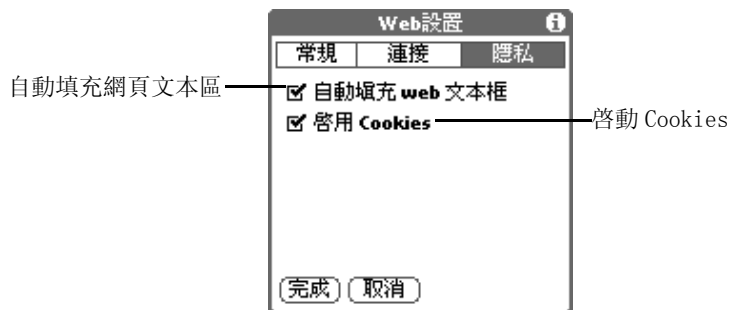 Web設置
常規 連接 隱私
自動填充網頁文本區
自動填充 web 文本框
啓用 Cookies
啓動 Cookies
完成 取消